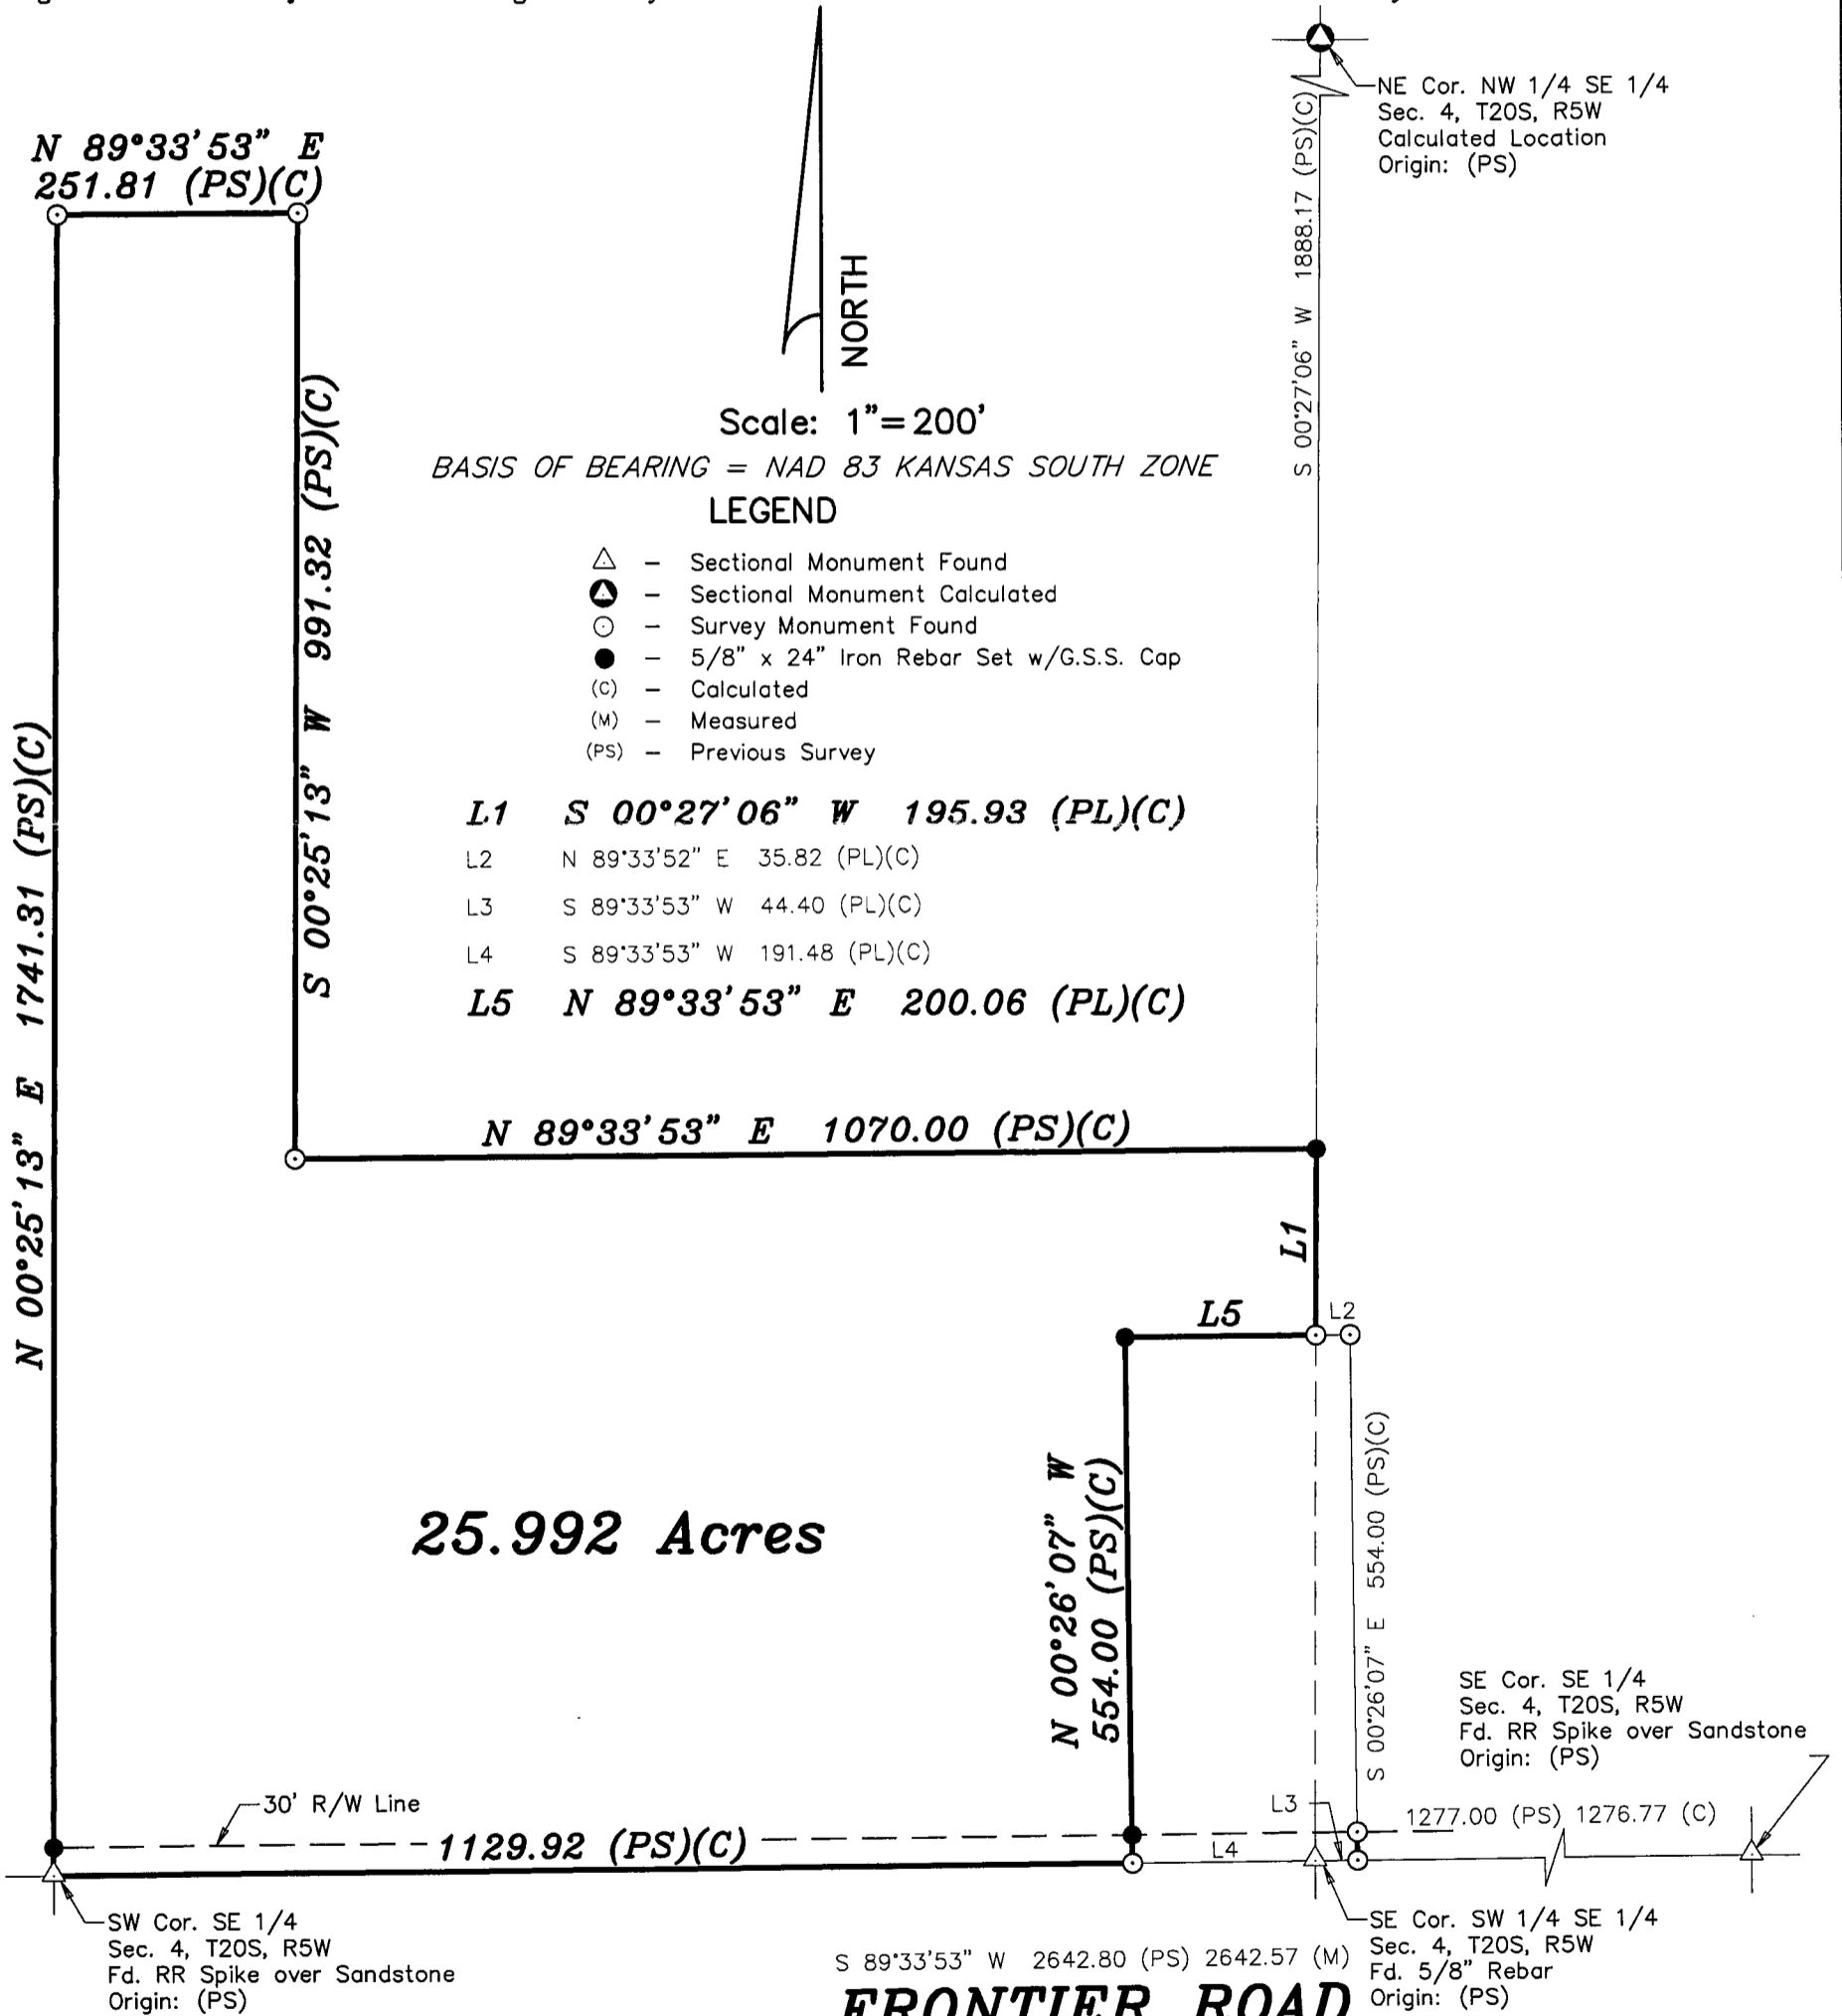 NE Cor. NW 1/4 SE 1/4
Sec. 4, T20S, R5W
Calculated Location
Origin: (PS)
N 89°33'53" E
251.81 (PS)(C)
S 00°27'06" W 1888.17 (PS)(C)
NORTH
Scale: 1"=200'
BASIS OF BEARING = NAD 83 KANSAS SOUTH ZONE
LEGEND
– Sectional Monument Found
– Sectional Monument Calculated
– Survey Monument Found
– 5/8" x 24" Iron Rebar Set w/G.S.S. Cap
(C) – Calculated
(M) – Measured
(PS) – Previous Survey
S 00°25'13" W 991.32 (PS)(C)
N 00°25'13" E 1741.31 (PS)(C)
L1 S 00°27'06" W 195.93 (PL)(C)
L2 N 89°33'52" E 35.82 (PL)(C)
L3 S 89°33'53" W 44.40 (PL)(C)
L4 S 89°33'53" W 191.48 (PL)(C)
L5 N 89°33'53" E 200.06 (PL)(C)
N 89°33'53" E 1070.00 (PS)(C)
L1
L5
L2
25.992 Acres
N 00°26'07" W
554.00 (PS)(C)
S 00°26'07" E 554.00 (PS)(C)
SE Cor. SE 1/4
Sec. 4, T20S, R5W
Fd. RR Spike over Sandstone
Origin: (PS)
30' R/W Line
L3
1277.00 (PS) 1276.77 (C)
1129.92 (PS)(C)
L4
SW Cor. SE 1/4
Sec. 4, T20S, R5W
Fd. RR Spike over Sandstone
Origin: (PS)
SE Cor. SW 1/4 SE 1/4
Sec. 4, T20S, R5W
Fd. 5/8" Rebar
Origin: (PS)
S 89°33'53" W 2642.80 (PS) 2642.57 (M)
FRONTIER ROAD